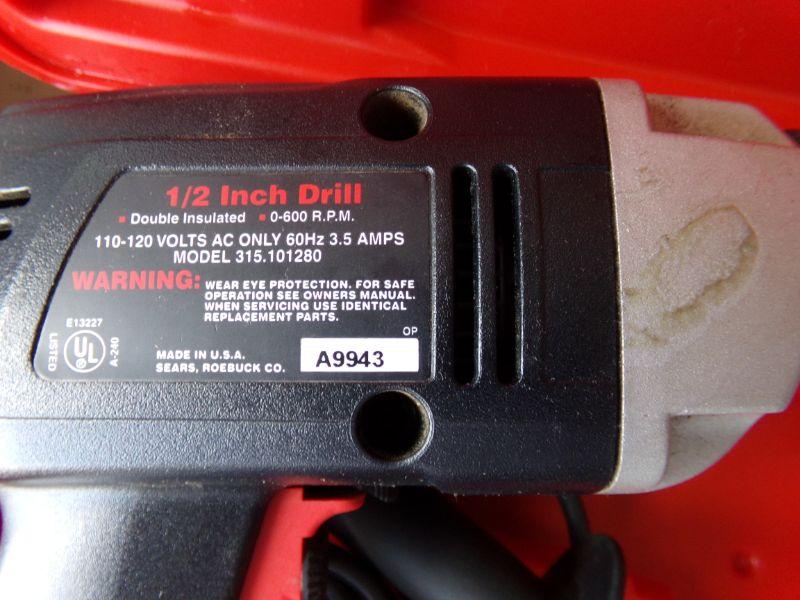 1/2 Inch Drill
▪ Double Insulated ▪ 0-600 R.P.M.
110-120 VOLTS AC ONLY 60Hz 3.5 AMPS
MODEL 315.101280
WARNING: WEAR EYE PROTECTION. FOR SAFE
OPERATION SEE OWNERS MANUAL.
WHEN SERVICING USE IDENTICAL
REPLACEMENT PARTS.
E13227
LISTED
UL
®
A-240
MADE IN U.S.A.
SEARS, ROEBUCK CO.
OP
A9943